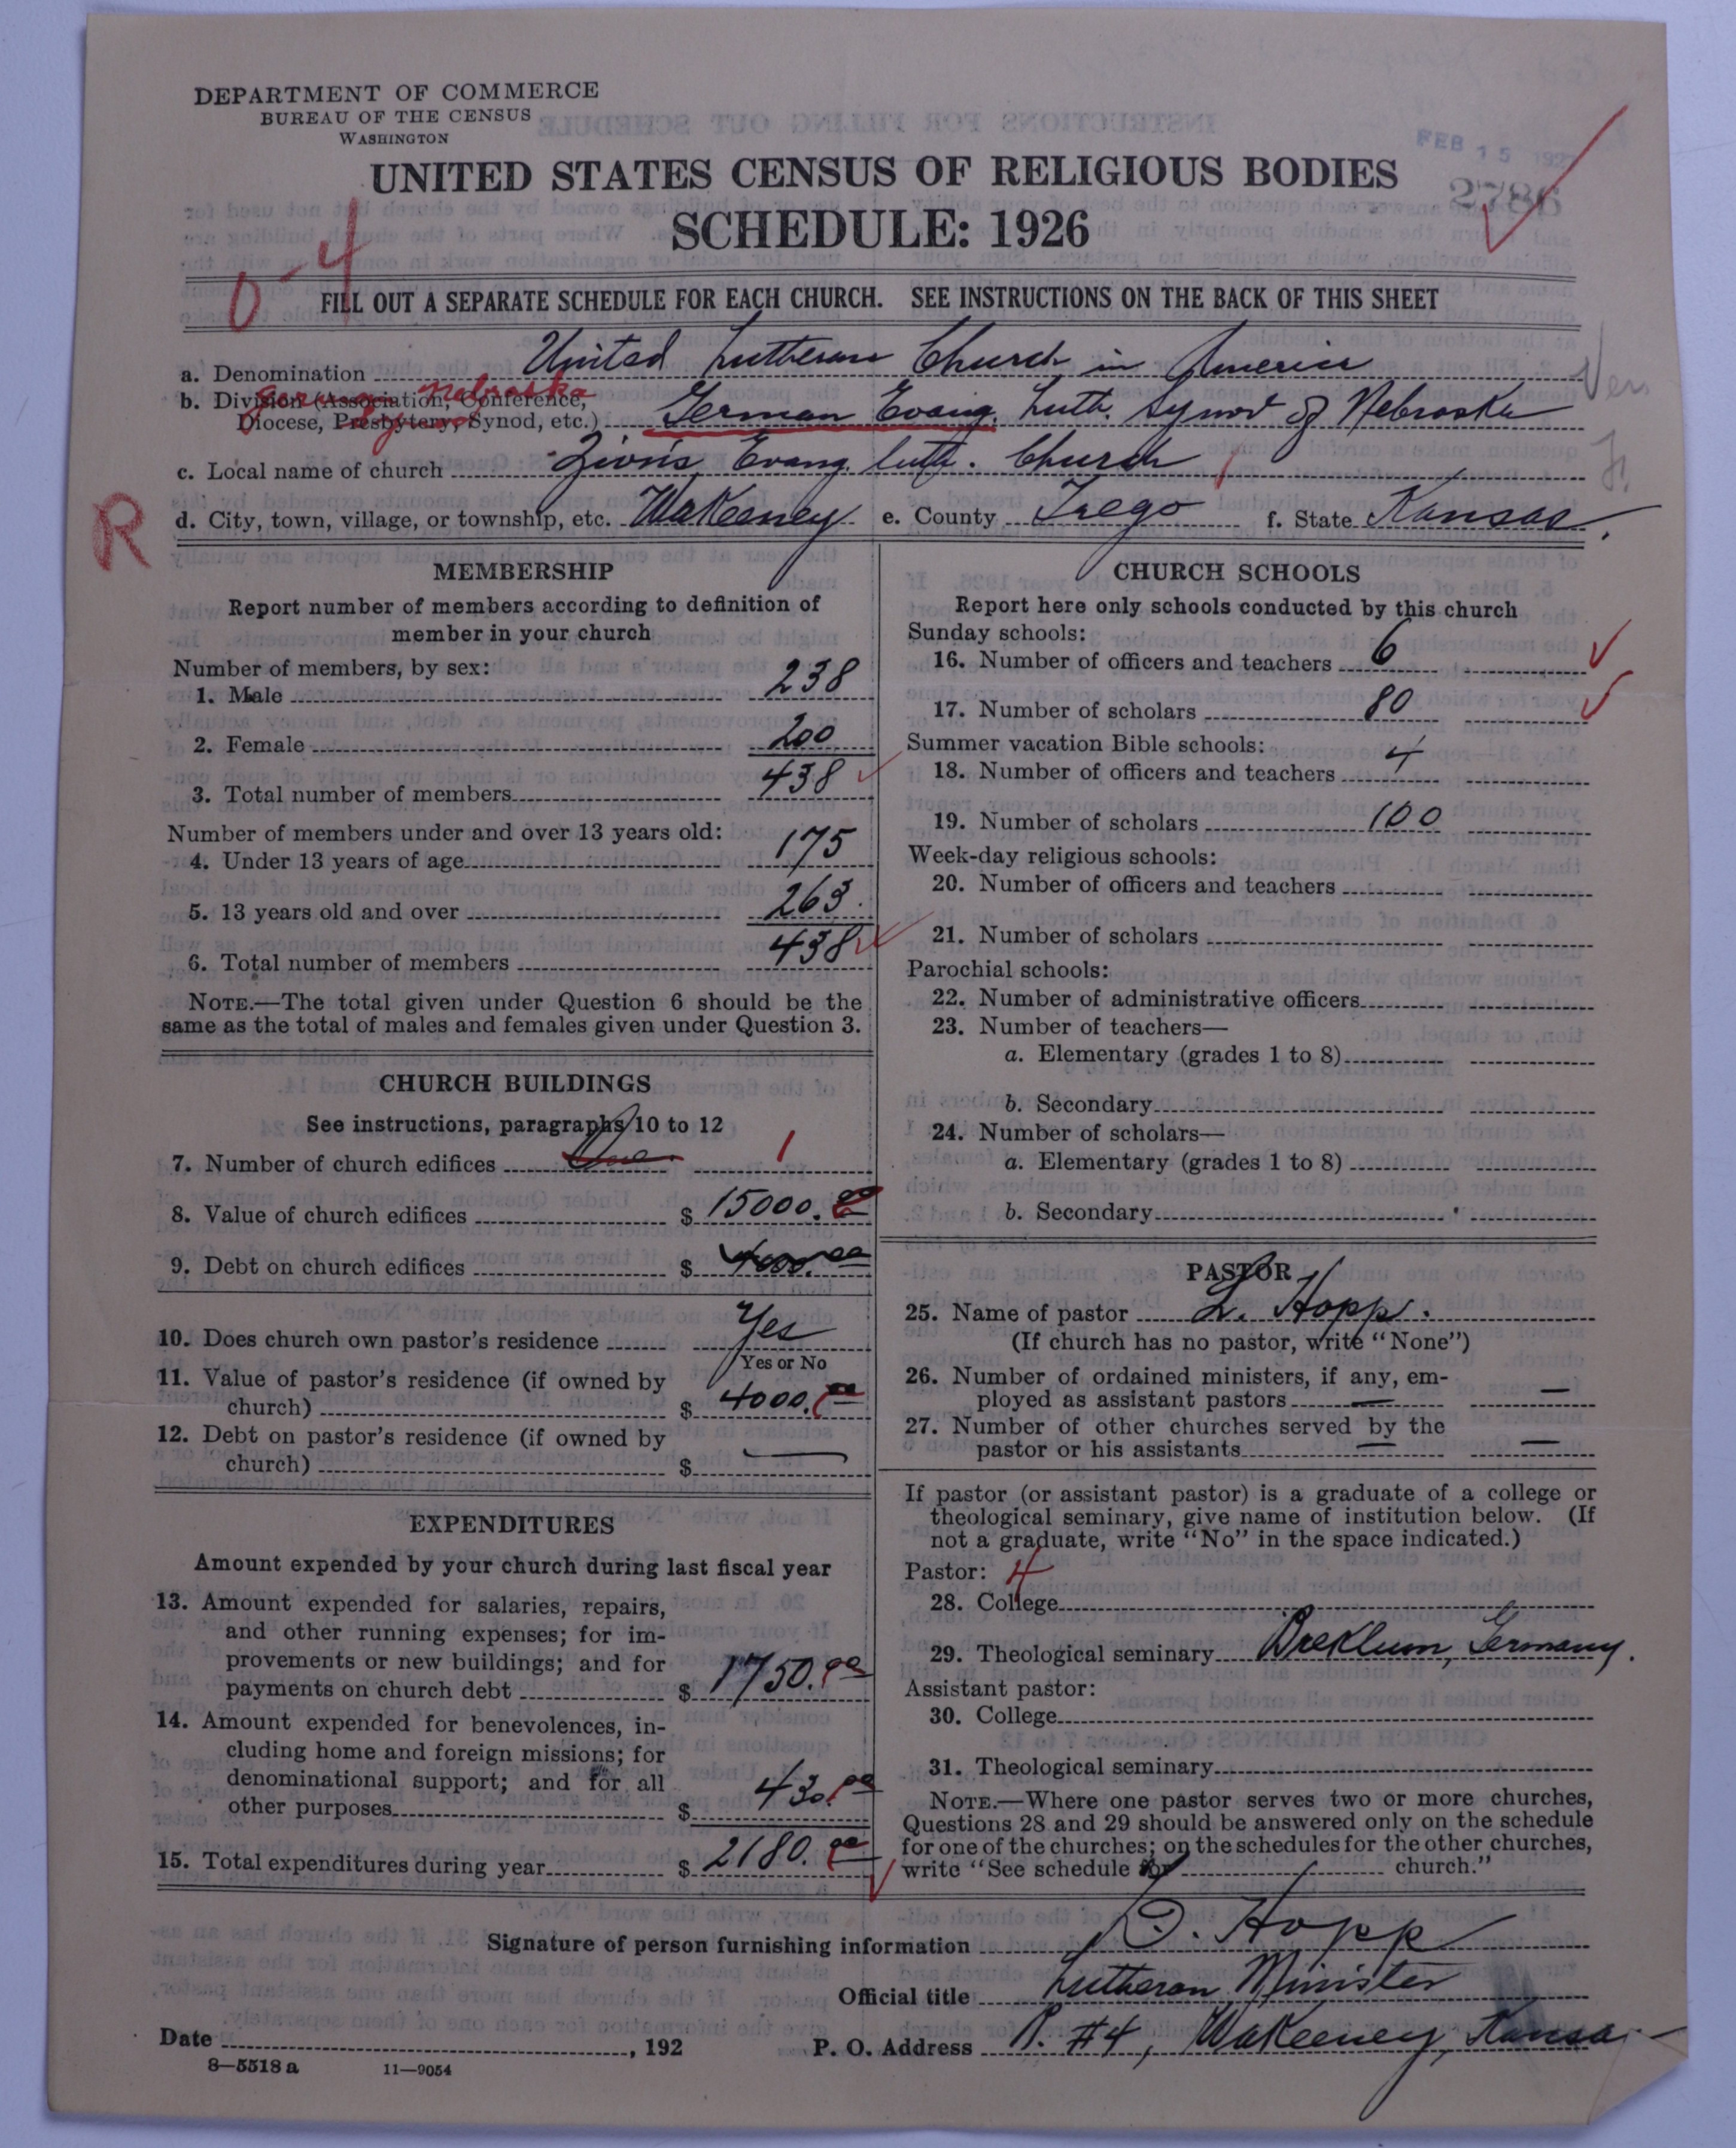 DEPARTMENT OF COMMERCE
BUREAU OF THE CENSUS
WASHINGTON
FEB 15 192
2786
UNITED STATES CENSUS OF RELIGIOUS BODIES
SCHEDULE: 1926
0-4
FILL OUT A SEPARATE SCHEDULE FOR EACH CHURCH. SEE INSTRUCTIONS ON THE BACK OF THIS SHEET
a. Denomination United Lutheran Church in America
German Nebraska
b. Division (Association, Conference,
Diocese, Presbytery, Synod, etc.) German Evang. Luth. Synod of Nebraska
c. Local name of church Zion's Evang. Luth. Church
R
d. City, town, village, or township, etc. WaKeeney e. County Trego f. State Kansas
MEMBERSHIP
Report number of members according to definition of
member in your church
Number of members, by sex:
1. Male 238
2. Female 200
3. Total number of members 438
Number of members under and over 13 years old:
4. Under 13 years of age 175
5. 13 years old and over 263.
6. Total number of members 438
NOTE.—The total given under Question 6 should be the
same as the total of males and females given under Question 3.
CHURCH BUILDINGS
See instructions, paragraphs 10 to 12
7. Number of church edifices One 1
8. Value of church edifices $ 15000.00
9. Debt on church edifices $ 4000.00
10. Does church own pastor's residence Yes
Yes or No
11. Value of pastor's residence (if owned by
church) $ 4000.00
12. Debt on pastor's residence (if owned by
church) $ —
EXPENDITURES
Amount expended by your church during last fiscal year
13. Amount expended for salaries, repairs,
and other running expenses; for im-
provements or new buildings; and for
payments on church debt $ 1750.00
14. Amount expended for benevolences, in-
cluding home and foreign missions; for
denominational support; and for all
other purposes $ 430.00
15. Total expenditures during year $ 2180.00
CHURCH SCHOOLS
Report here only schools conducted by this church
Sunday schools:
16. Number of officers and teachers 6
17. Number of scholars 80
Summer vacation Bible schools:
18. Number of officers and teachers 4
19. Number of scholars 100
Week-day religious schools:
20. Number of officers and teachers
21. Number of scholars
Parochial schools:
22. Number of administrative officers
23. Number of teachers—
a. Elementary (grades 1 to 8)
b. Secondary
24. Number of scholars—
a. Elementary (grades 1 to 8)
b. Secondary
PASTOR
25. Name of pastor Hopp.
(If church has no pastor, write "None")
26. Number of ordained ministers, if any, em-
ployed as assistant pastors — —
27. Number of other churches served by the
pastor or his assistants — —
If pastor (or assistant pastor) is a graduate of a college or
theological seminary, give name of institution below. (If
not a graduate, write "No" in the space indicated.)
Pastor: 4
28. College
29. Theological seminary Breklum, Germany.
Assistant pastor:
30. College
31. Theological seminary
NOTE.—Where one pastor serves two or more churches,
Questions 28 and 29 should be answered only on the schedule
for one of the churches; on the schedules for the other churches,
write "See schedule for church."
Signature of person furnishing information Hopp
Official title Lutheran Minister
Date , 192
P. O. Address R. #4, WaKeeney, Kansas
8—5518 a 11—9054